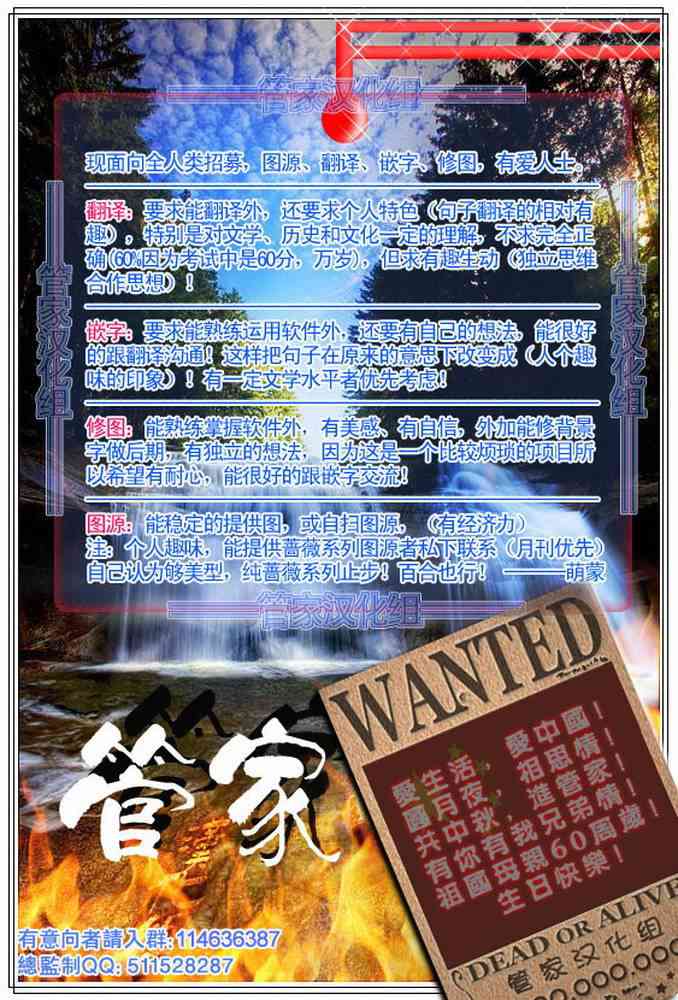 管家汉化组
现面向全人类招募，图源、翻译、嵌字、修图，有爱人士。
翻译：要求能翻译外，还要求个人特色（句子翻译的相对有
趣），特别是对文学、历史和文化一定的理解，不求完全正
确(60%因为考试中是60分，万岁)，但求有趣生动（独立思维
合作思想）！
管家汉化组
管家汉化组
嵌字：要求能熟练运用软件外，还要有自己的想法，能很好
的跟翻译沟通！这样把句子在原来的意思下改变成（人个趣
味的印象）！有一定文学水平者优先考虑！
修图：能熟练掌握软件外，有美感、有自信，外加能修背景
字做后期，有独立的想法，因为这是一个比较烦琐的项目所
以希望有耐心，能很好的跟嵌字交流！
图源：能稳定的提供图，或自扫图源，（有经济力）
注：个人趣味，能提供蔷薇系列图源者私下联系（月刊优先）
自己认为够美型，纯蔷薇系列止步！百合也行！ ———萌蒙
管家汉化组
WANTED
愛生活，愛中國！
圓月夜，相思情！
共中秋，進管家！
有你有我兄弟情！
祖國母親60周歲！
生日快樂！
DEAD OR ALIVE
管家汉化组
0.000.000
管家
有意向者請入群:114636387
總監制QQ: 511528287